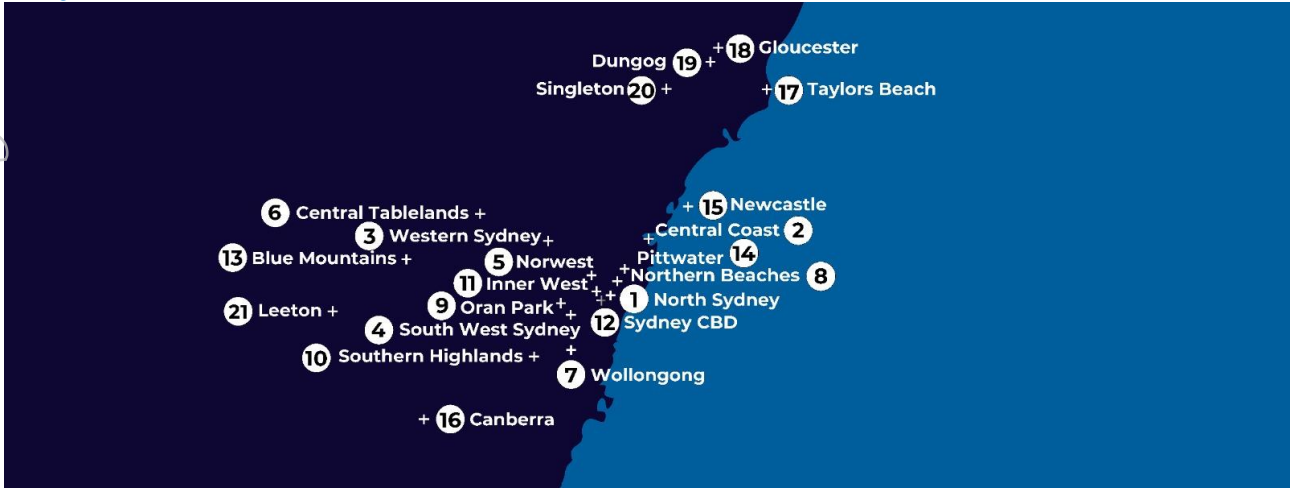 18 Gloucester
Dungog 19
Singleton 20
17 Taylors Beach
15 Newcastle
6 Central Tablelands
Central Coast 2
3 Western Sydney
Pittwater 14
13 Blue Mountains
5 Norwest
Northern Beaches 8
11 Inner West
1 North Sydney
9 Oran Park
21 Leeton
12 Sydney CBD
4 South West Sydney
10 Southern Highlands
7 Wollongong
16 Canberra